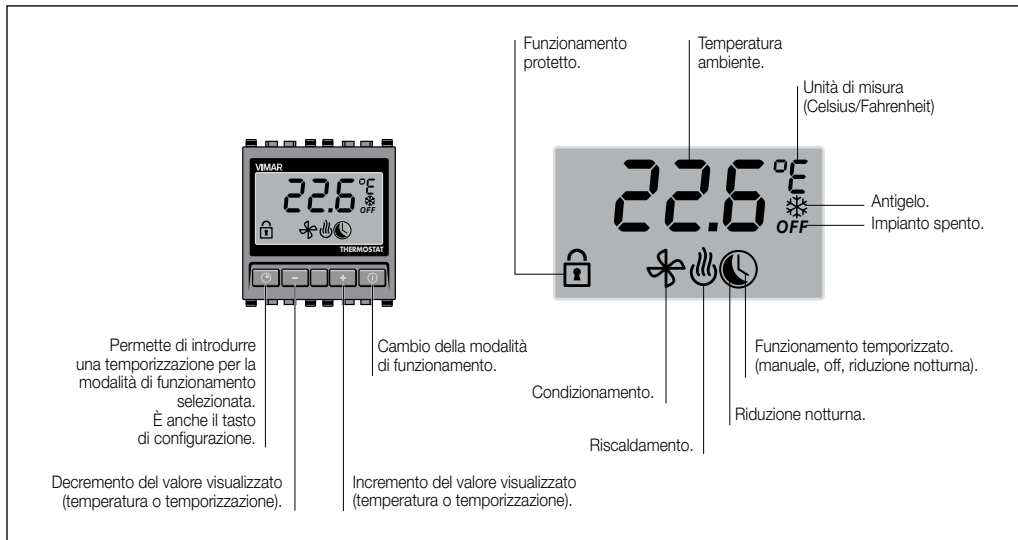 Funzionamento
protetto.
Temperatura
ambiente.
Unità di misura
(Celsius/Fahrenheit)
VIMAR
22.6 °E
OFF
THERMOSTAT
22.6 °E
OFF
Antigelo.
Impianto spento.
Permette di introdurre
una temporizzazione per la
modalità di funzionamento
selezionata.
È anche il tasto
di configurazione.
Cambio della modalità
di funzionamento.
Condizionamento.
Riscaldamento.
Funzionamento temporizzato.
(manuale, off, riduzione notturna).
Riduzione notturna.
Decremento del valore visualizzato
(temperatura o temporizzazione).
Incremento del valore visualizzato
(temperatura o temporizzazione).